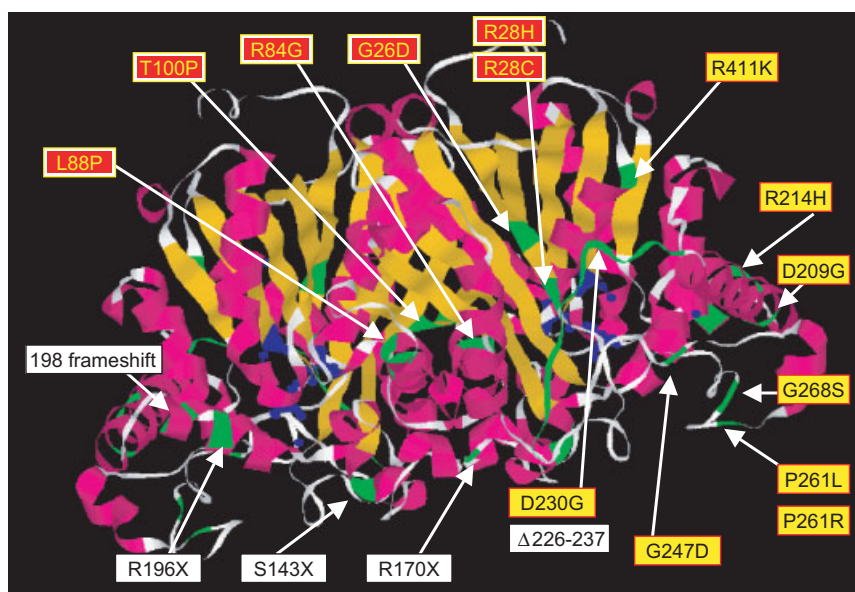 R28H
R84G
G26D
T100P
R28C
R411K
L88P
R214H
D209G
198 frameshift
G268S
P261L
D230G
P261R
Δ226-237
G247D
R196X
S143X
R170X